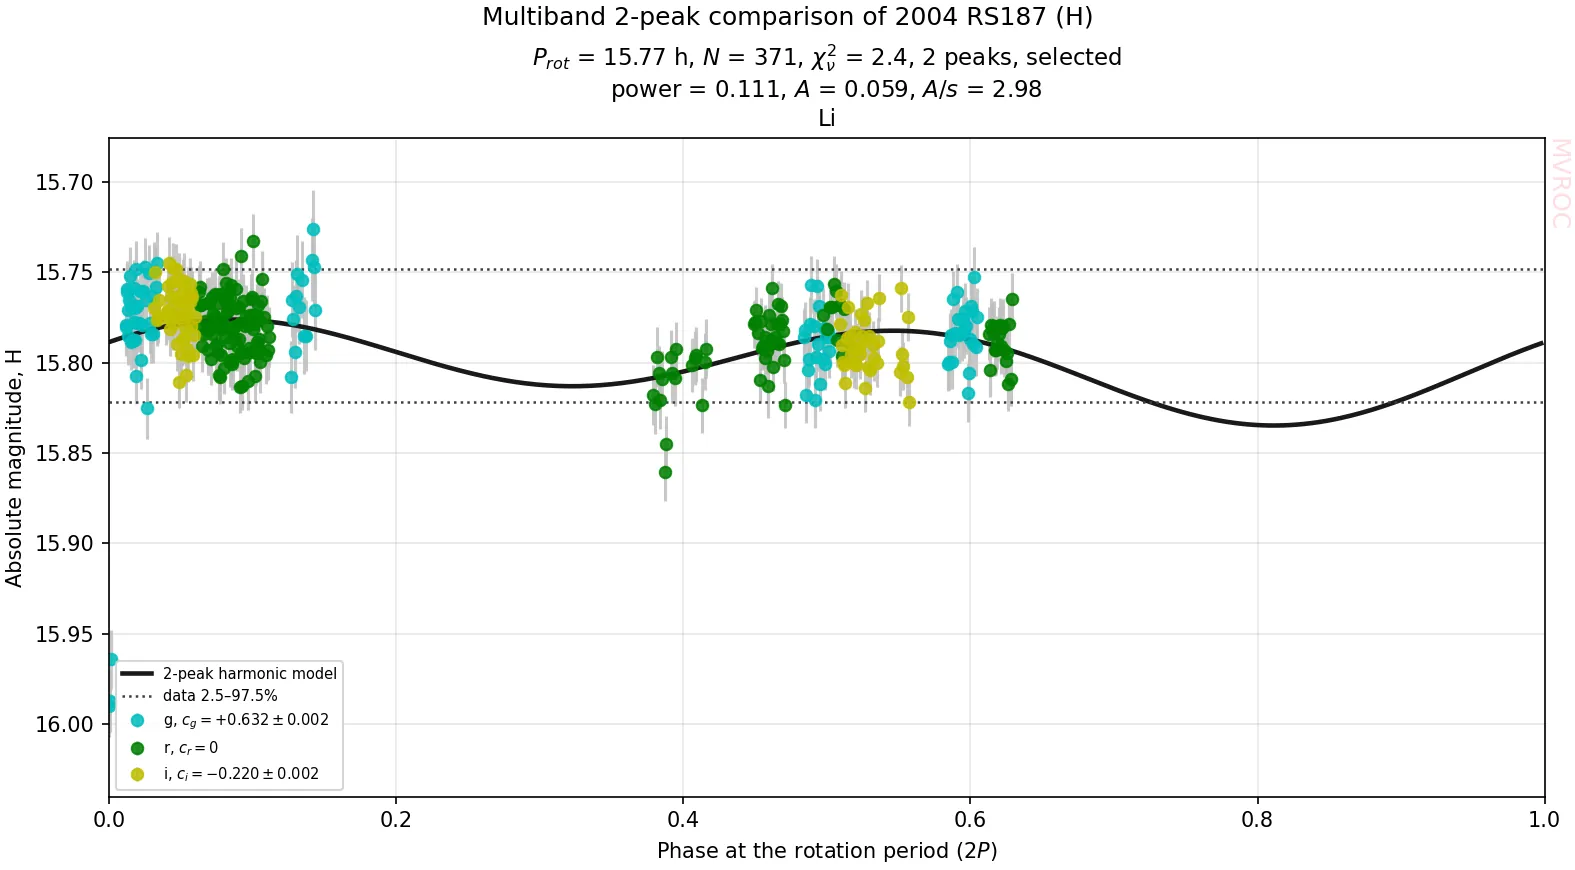 Multiband 2-peak comparison of 2004 RS187 (H)
P_rot = 15.77 h, N = 371, χ²_ν = 2.4, 2 peaks, selected
power = 0.111, A = 0.059, A/s = 2.98
Li
MVROC
15.70
15.75
15.80
15.85
15.90
15.95
16.00
Absolute magnitude, H
2-peak harmonic model
data 2.5–97.5%
g, c_g = +0.632 ± 0.002
r, c_r = 0
i, c_i = −0.220 ± 0.002
0.0 0.2 0.4 0.6 0.8 1.0
Phase at the rotation period (2P)